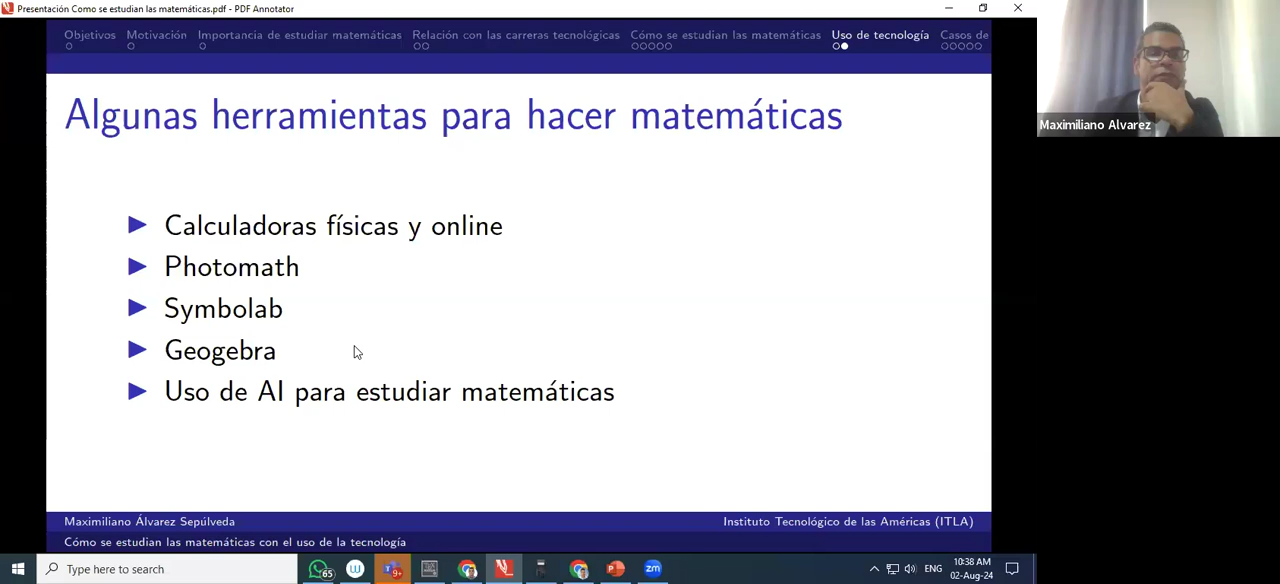 Presentación Como se estudian las matemáticas.pdf - PDF Annotator
Objetivos Motivación Importancia de estudiar matemáticas Relación con las carreras tecnológicas Cómo se estudian las matemáticas Uso de tecnología Casos de
Algunas herramientas para hacer matemáticas
Calculadoras físicas y online
Photomath
Symbolab
Geogebra
Uso de AI para estudiar matemáticas
Maximiliano Álvarez Sepúlveda Instituto Tecnológico de las Américas (ITLA)
Cómo se estudian las matemáticas con el uso de la tecnología
Maximiliano Alvarez
Type here to search
65
9+
zm
ENG
10:38 AM
02-Aug-24